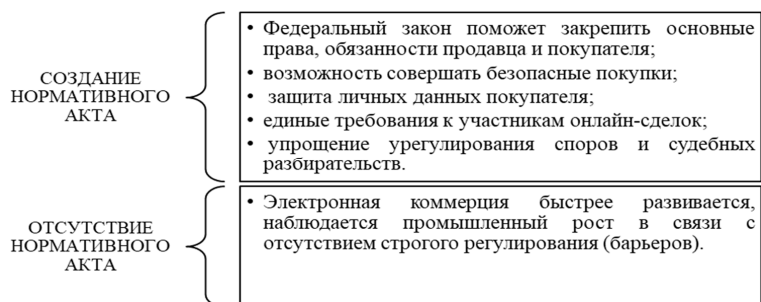 СОЗДАНИЕ
НОРМАТИВНОГО
АКТА
• Федеральный закон поможет закрепить основные
права, обязанности продавца и покупателя;
• возможность совершать безопасные покупки;
• защита личных данных покупателя;
• единые требования к участникам онлайн-сделок;
• упрощение урегулирования споров и судебных
разбирательств.
ОТСУТСТВИЕ
НОРМАТИВНОГО
АКТА
• Электронная коммерция быстрее развивается,
наблюдается промышленный рост в связи с
отсутствием строгого регулирования (барьеров).